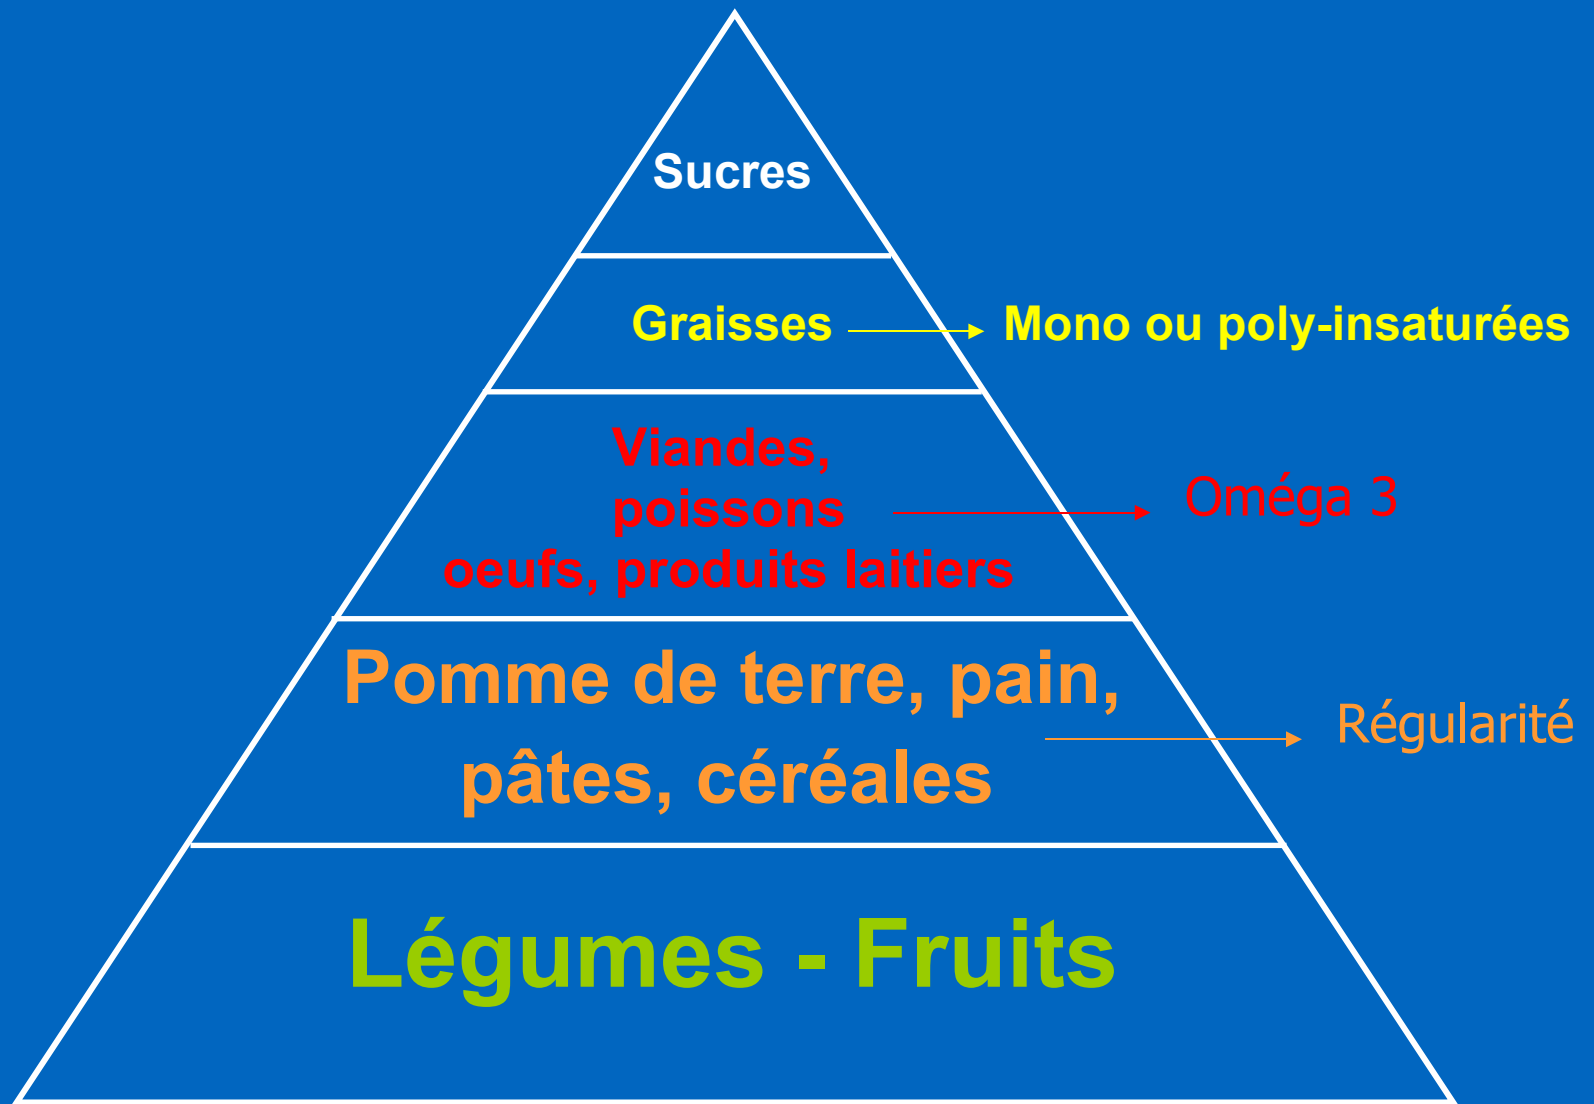 Sucres
Graisses
Mono ou poly-insaturées
Viandes,
poissons
oeufs, produits laitiers
Oméga 3
Pomme de terre, pain,
pâtes, céréales
Régularité
Légumes - Fruits